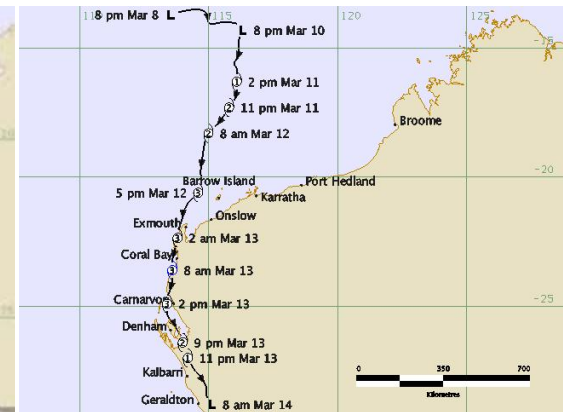 110
115
120
125
8 pm Mar 8 L
L 8 pm Mar 10
-15
1 2 pm Mar 11
2 11 pm Mar 11
2 8 am Mar 12
Broome
-20
Barrow Island
Port Hedland
5 pm Mar 12 3
Karratha
Onslow
Exmouth
3 2 am Mar 13
Coral Bay
3 8 am Mar 13
-25
Carnarvon
3 2 pm Mar 13
Denham
2 9 pm Mar 13
1 11 pm Mar 13
Kalbarri
0 350 700
Kilometres
Geraldton
L 8 am Mar 14